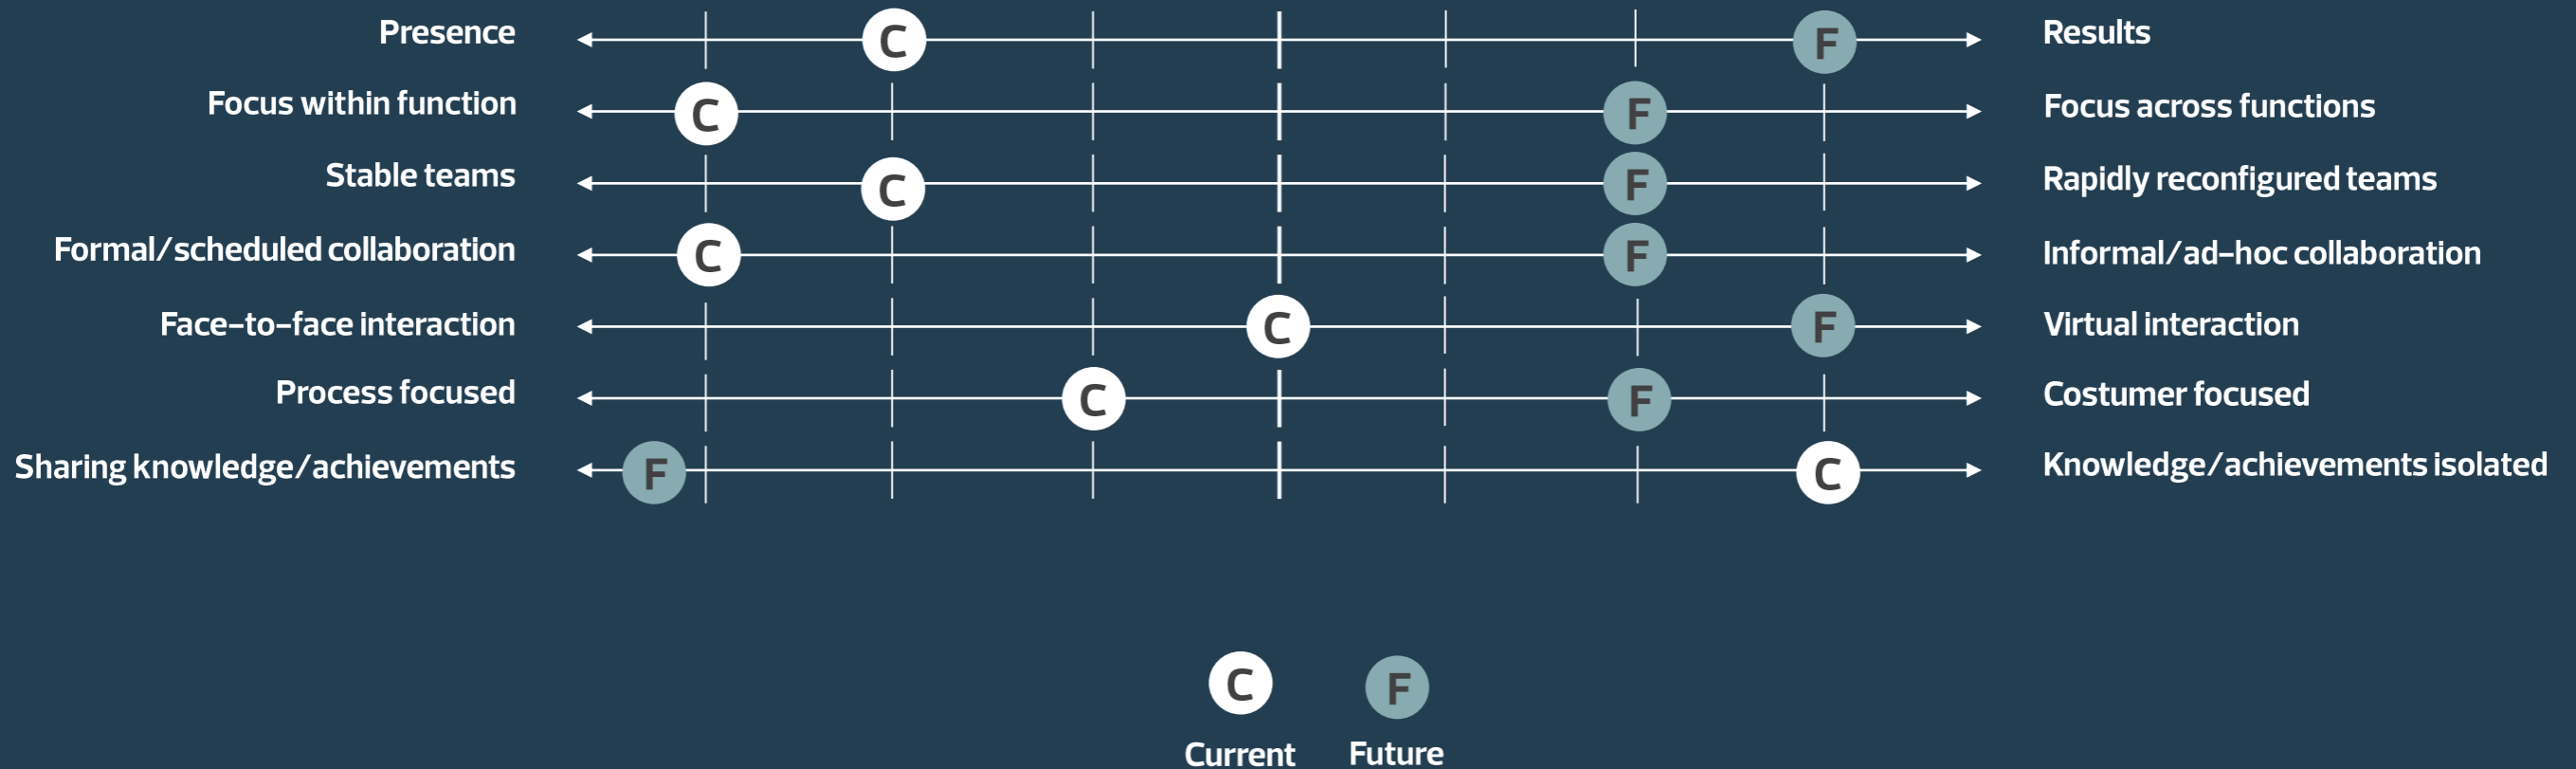 Presence C F Results
Focus within function C F Focus across functions
Stable teams C F Rapidly reconfigured teams
Formal/scheduled collaboration C F Informal/ad-hoc collaboration
Face-to-face interaction C F Virtual interaction
Process focused C F Costumer focused
Sharing knowledge/achievements F C Knowledge/achievements isolated
C F
Current Future